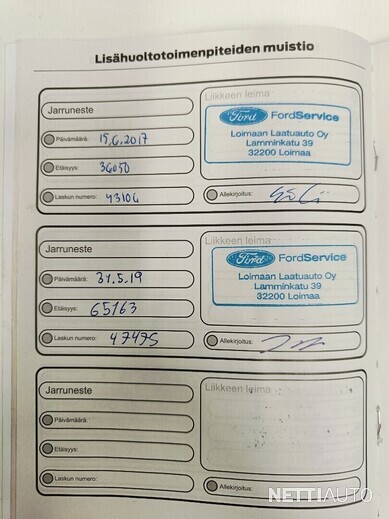 Lisähuoltotoimenpiteiden muistio
Jarruneste
Liikkeen leima
Päivämäärä: 15.6.2017
Ford FordService
Loimaan Laatuauto Oy
Lamminkatu 39
32200 Loimaa
Etäisyys: 36050
Laskun numero: 43106
Allekirjoitus:
Jarruneste
Liikkeen leima
Päivämäärä: 31.5.19
Ford FordService
Loimaan Laatuauto Oy
Lamminkatu 39
32200 Loimaa
Etäisyys: 65163
Laskun numero: 47495
Allekirjoitus:
Jarruneste
Liikkeen leima
Päivämäärä:
Etäisyys:
Laskun numero:
Allekirjoitus:
NETTIAUTO